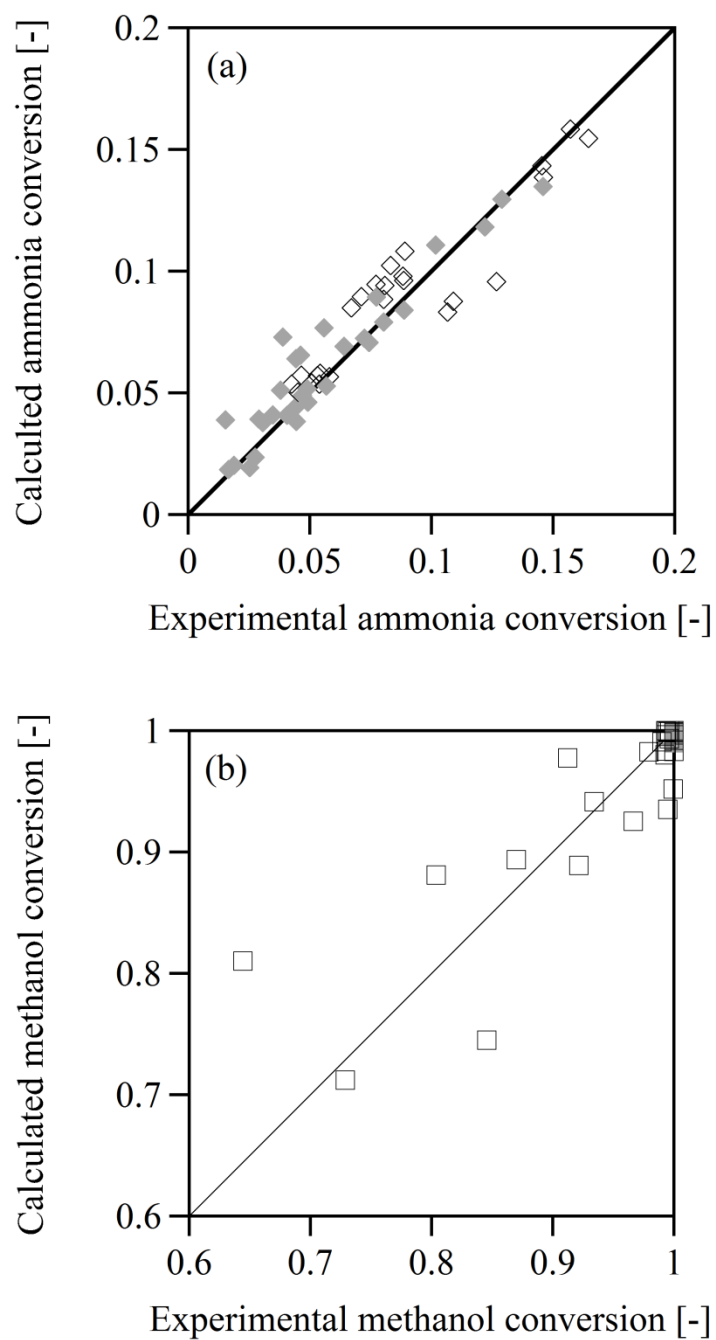 (a)
Calculted ammonia conversion [-]
0.2
0.15
0.1
0.05
0
0 0.05 0.1 0.15 0.2
Experimental ammonia conversion [-]
(b)
Calculated methanol conversion [-]
1
0.9
0.8
0.7
0.6
0.6 0.7 0.8 0.9 1
Experimental methanol conversion [-]